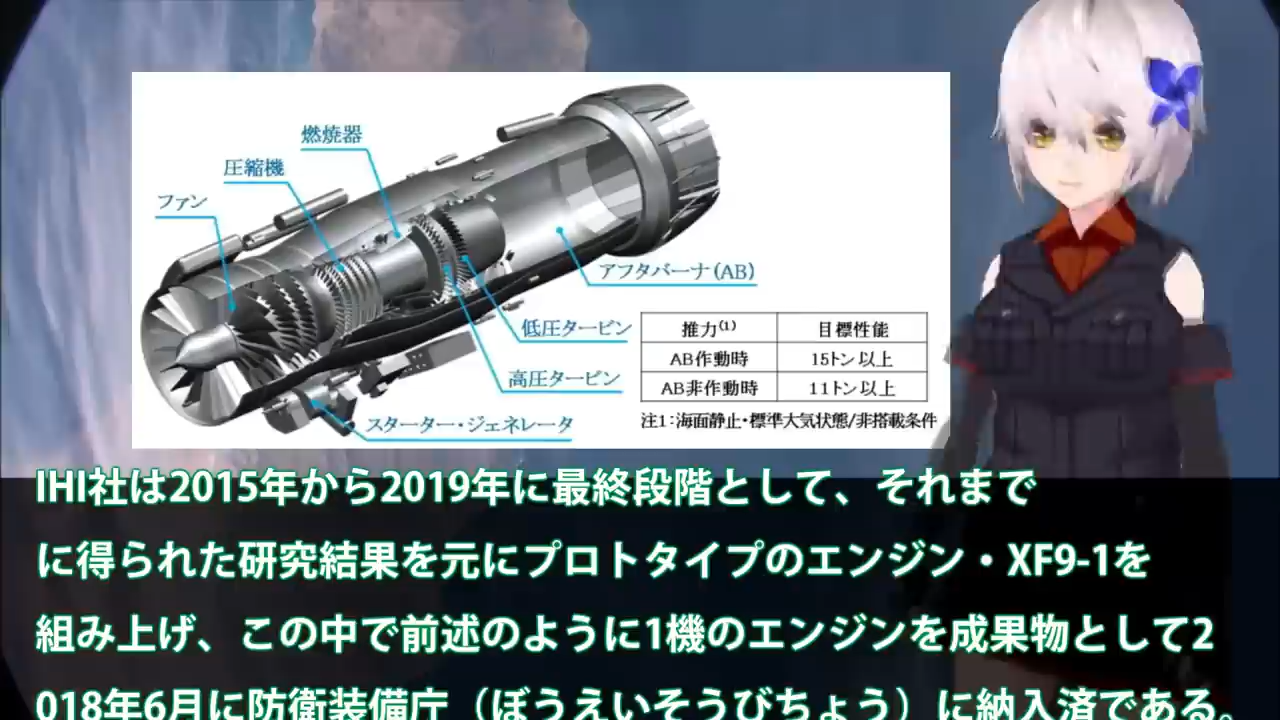 燃焼器
圧縮機
ファン
アフタバーナ(AB)
低圧タービン
高圧タービン
スターター・ジェネレータ
推力(1) 目標性能
AB作動時 15トン以上
AB非作動時 11トン以上
注1:海面静止・標準大気状態/非搭載条件
IHI社は2015年から2019年に最終段階として、それまで
に得られた研究結果を元にプロトタイプのエンジン・XF9-1を
組み上げ、この中で前述のように1機のエンジンを成果物として2
018年6月に防衛装備庁（ぼうえいそうびちょう）に納入済である。